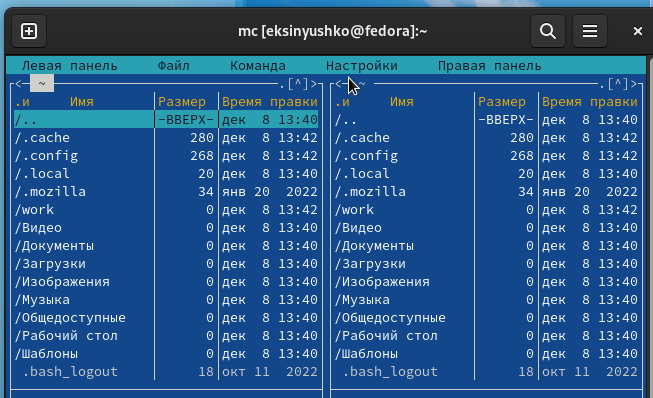 mc [eksinyushko@fedora]:~
Левая панель Файл Команда Настройки Правая панель
<— ~ .[^]> <— ~ .[^]>
.и Имя Размер Время правки .и Имя Размер Время правки
/.. -ВВЕРХ- дек 8 13:40 /.. -ВВЕРХ- дек 8 13:40
/.cache 280 дек 8 13:42 /.cache 280 дек 8 13:42
/.config 268 дек 8 13:42 /.config 268 дек 8 13:42
/.local 20 дек 8 13:40 /.local 20 дек 8 13:40
/.mozilla 34 янв 20 2022 /.mozilla 34 янв 20 2022
/work 0 дек 8 13:42 /work 0 дек 8 13:42
/Видео 0 дек 8 13:40 /Видео 0 дек 8 13:40
/Документы 0 дек 8 13:40 /Документы 0 дек 8 13:40
/Загрузки 0 дек 8 13:40 /Загрузки 0 дек 8 13:40
/Изображения 0 дек 8 13:40 /Изображения 0 дек 8 13:40
/Музыка 0 дек 8 13:40 /Музыка 0 дек 8 13:40
/Общедоступные 0 дек 8 13:40 /Общедоступные 0 дек 8 13:40
/Рабочий стол 0 дек 8 13:40 /Рабочий стол 0 дек 8 13:40
/Шаблоны 0 дек 8 13:40 /Шаблоны 0 дек 8 13:40
.bash_logout 18 окт 11 2022 .bash_logout 18 окт 11 2022